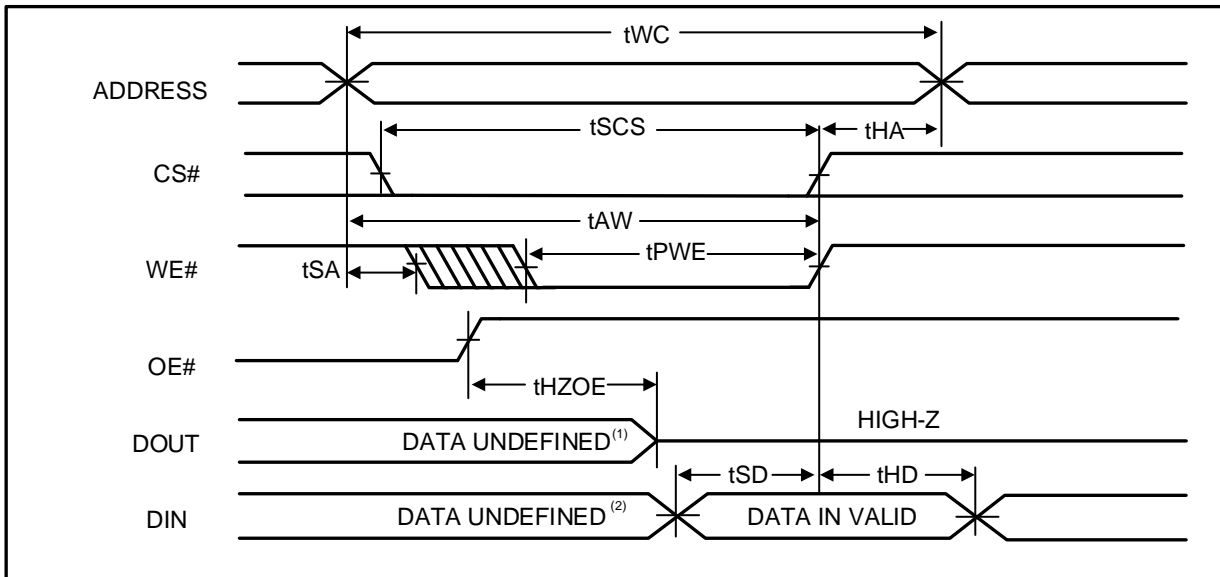 tWC
ADDRESS
tSCS
tHA
CS#
tAW
WE#
tSA
tPWE
OE#
tHZOE
DOUT
DATA UNDEFINED(1)
HIGH-Z
tSD
tHD
DIN
DATA UNDEFINED (2)
DATA IN VALID